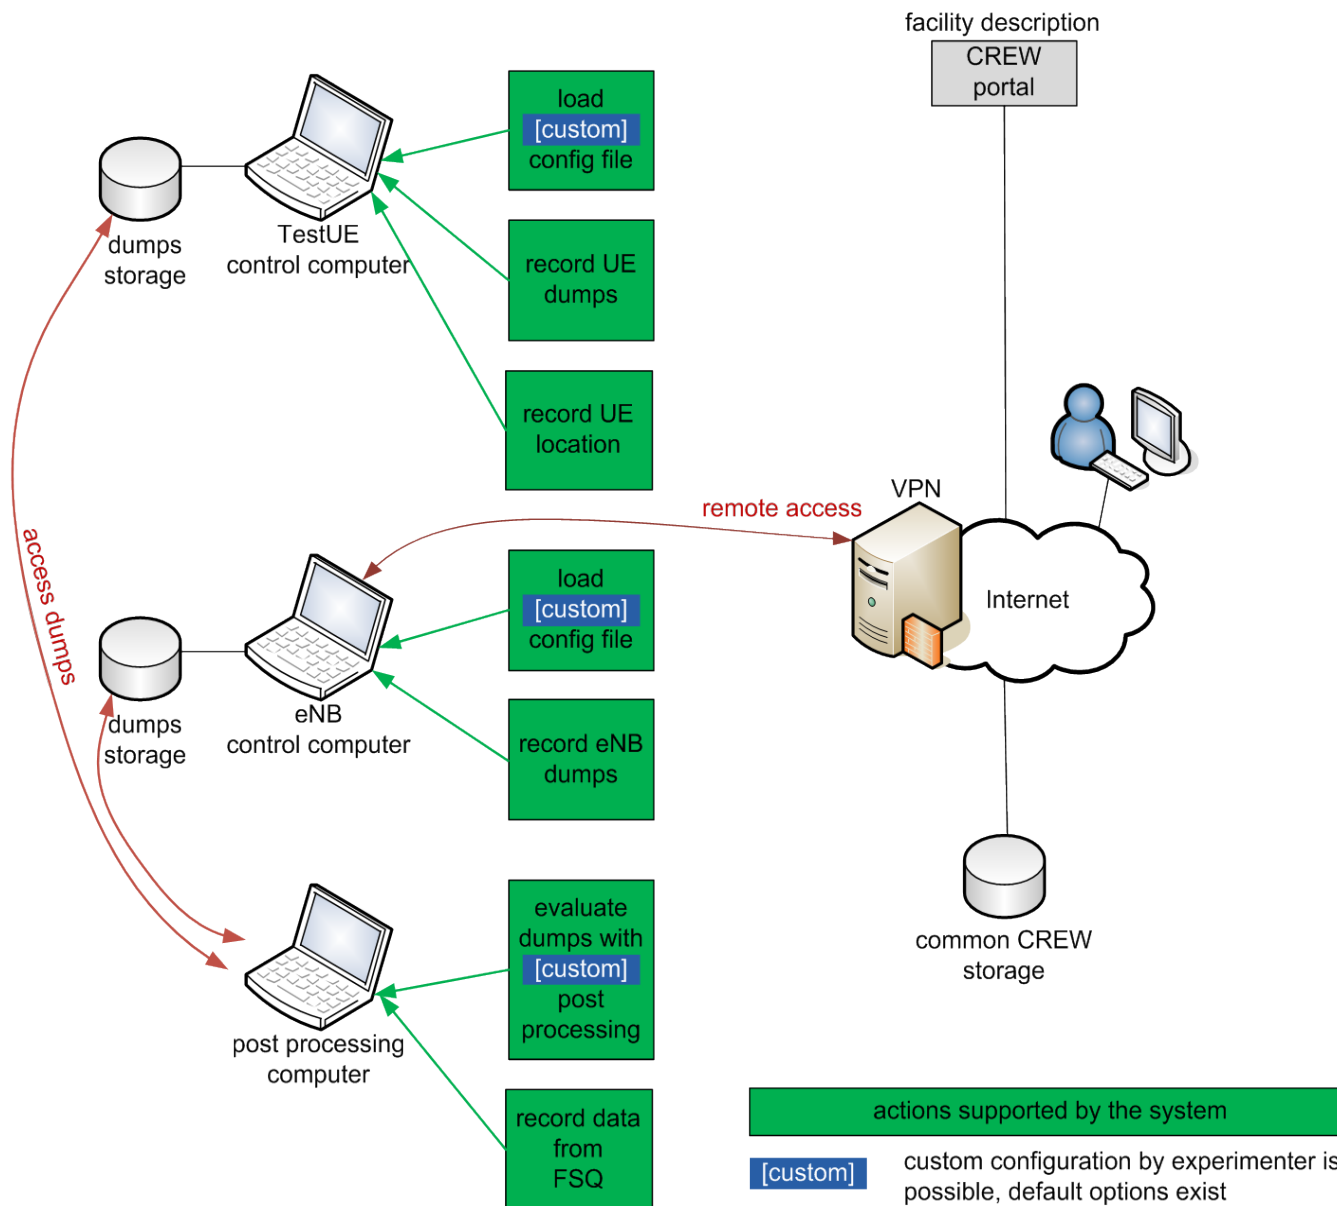 facility description
CREW
portal
load
[custom]
config file
dumps
storage
TestUE
control computer
record UE
dumps
record UE
location
access dumps
remote access
VPN
Internet
load
[custom]
config file
dumps
storage
eNB
control computer
record eNB
dumps
common CREW
storage
evaluate
dumps with
[custom]
post
processing
post processing
computer
record data
from
FSQ
actions supported by the system
[custom]
custom configuration by experimenter is
possible, default options exist